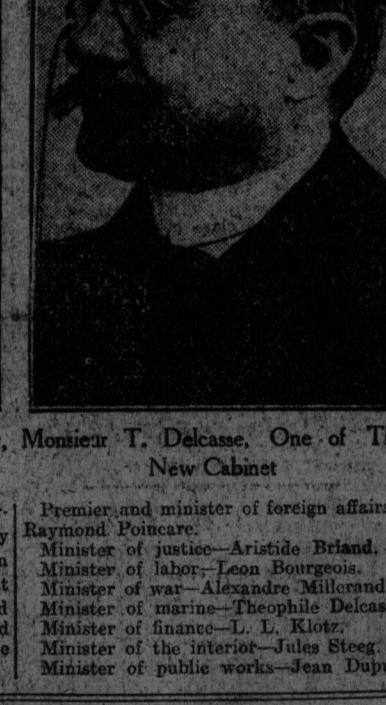 , Monsieur T. Delcasse, One of T
New Cabinet
Premier and minister of foreign affairs
Raymond Poincare.
Minister of justice—Aristide Briand.
Minister of labor—Leon Bourgeois.
Minister of war—Alexandre Millerand
Minister of marine—Theophile Delcas
Minister of finance—L. L. Klotz.
Minister of the interior—Jules Steeg.
Minister of public works—Jean Dupu